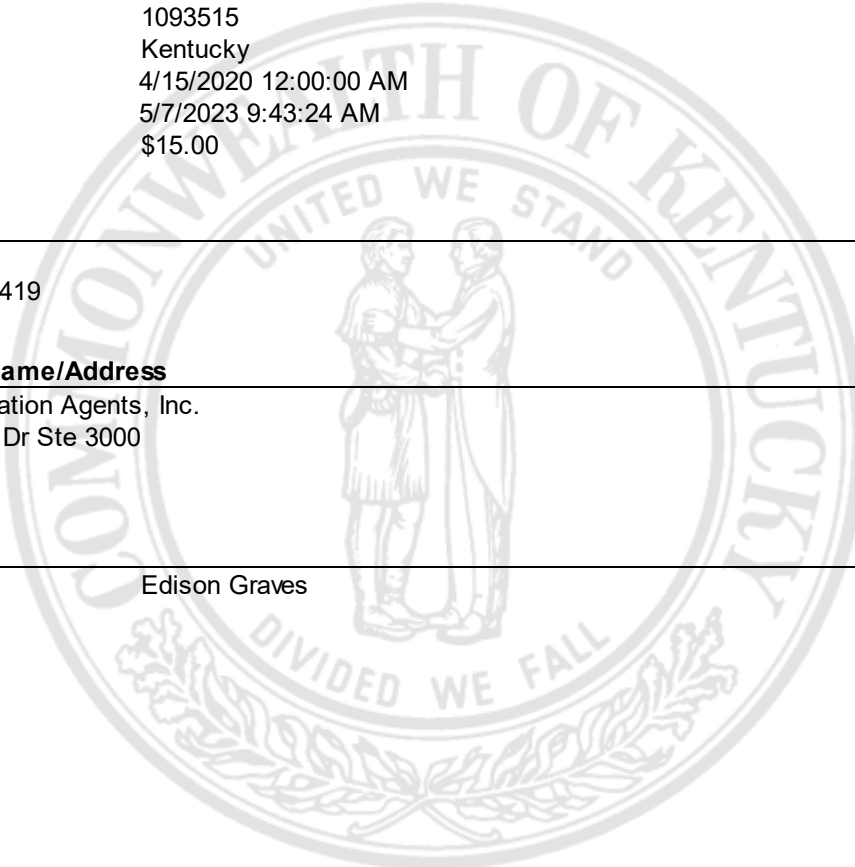 1093515
Kentucky
4/15/2020 12:00:00 AM
5/7/2023 9:43:24 AM
$15.00
419
ame/Address
ation Agents, Inc.
Dr Ste 3000
Edison Graves
COMMONWEALTH OF KENTUCKY
UNITED WE STAND
DIVIDED WE FALL